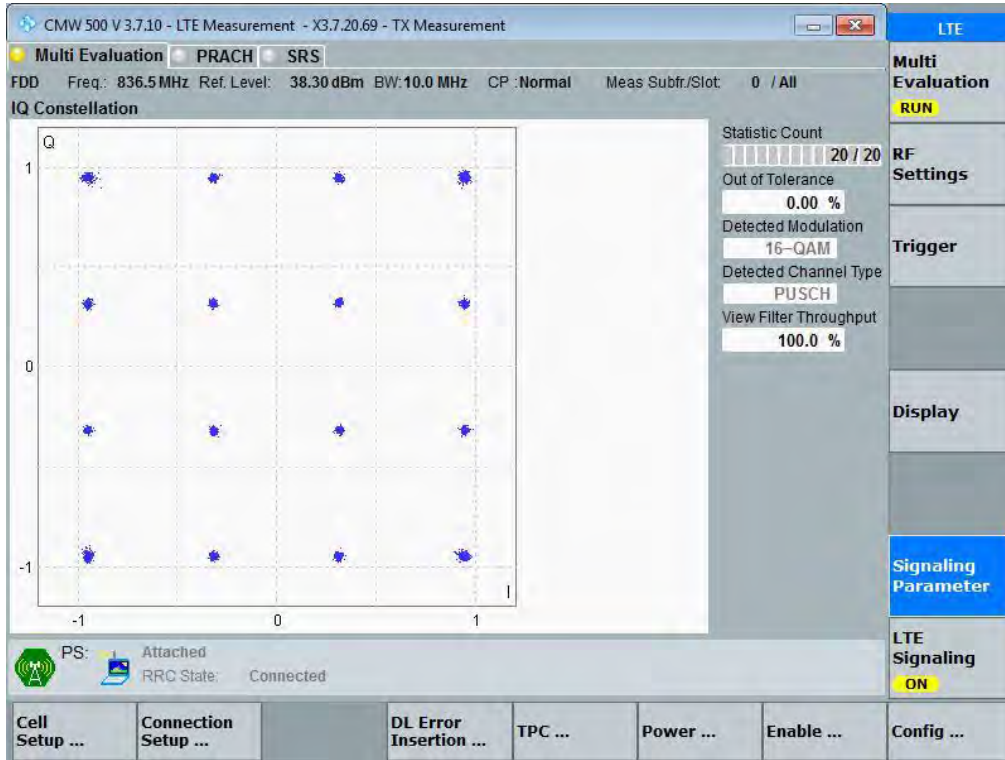 CMW 500 V 3.7.10 - LTE Measurement - X3.7.20.69 - TX Measurement
LTE
Multi Evaluation PRACH SRS
FDD Freq.: 836.5 MHz Ref. Level: 38.30 dBm BW:10.0 MHz CP :Normal Meas Subfr./Slot: 0 / All
IQ Constellation
Q
1
0
-1
-1
0
1
I
Statistic Count
20 / 20
Out of Tolerance
0.00 %
Detected Modulation
16-QAM
Detected Channel Type
PUSCH
View Filter Throughput
100.0 %
Multi
Evaluation
RUN
RF
Settings
Trigger
Display
Signaling
Parameter
LTE
Signaling
ON
PS: Attached
RRC State: Connected
Cell
Setup ...
Connection
Setup ...
DL Error
Insertion ...
TPC ...
Power ...
Enable ...
Config ...